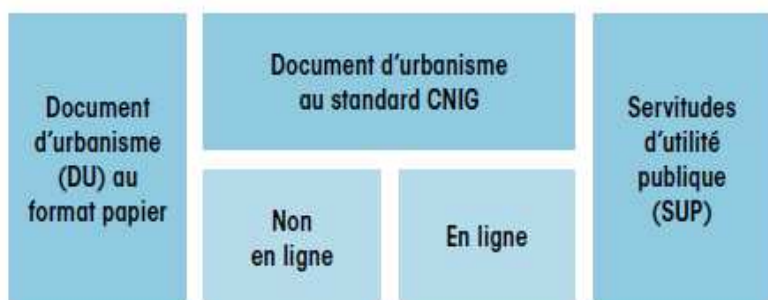 Document
d'urbanisme
(DU) au
format papier
Document d'urbanisme
au standard CNIG
Non
en ligne
En ligne
Servitudes
d'utilité
publique
(SUP)